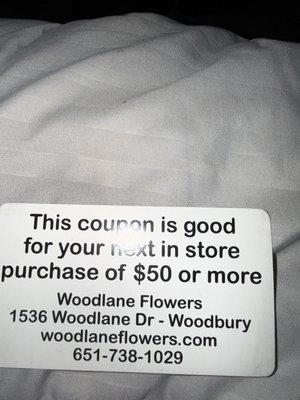 This coupon is good
for your next in store
purchase of $50 or more
Woodlane Flowers
1536 Woodlane Dr - Woodbury
woodlaneflowers.com
651-738-1029